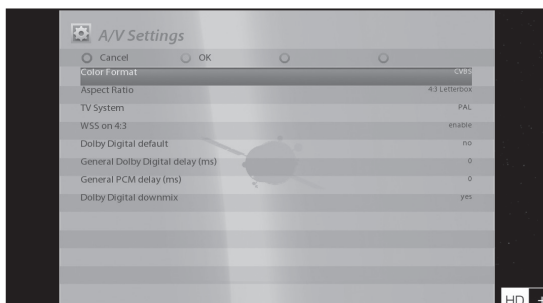 A/V Settings
Cancel OK
Color Format CVBS
Aspect Ratio 4:3 Letterbox
TV System PAL
WSS on 4:3 enable
Dolby Digital default no
General Dolby Digital delay (ms) 0
General PCM delay (ms) 0
Dolby Digital downmix yes
HD